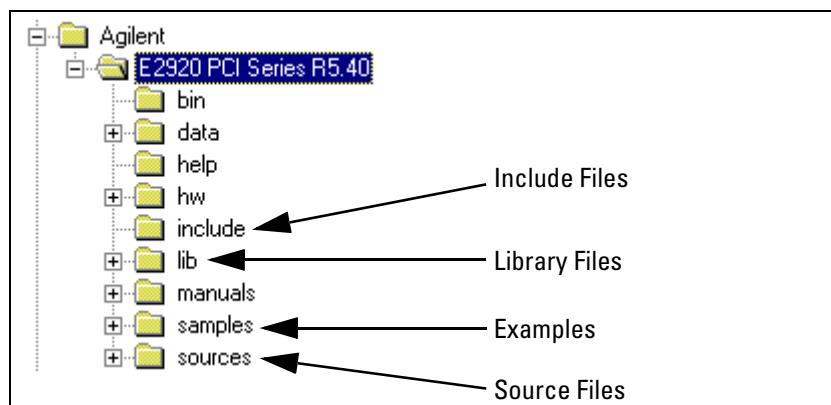 Agilent
E2920 PCI Series R5.40
bin
data
help
hw
include
lib
manuals
samples
sources
Include Files
Library Files
Examples
Source Files